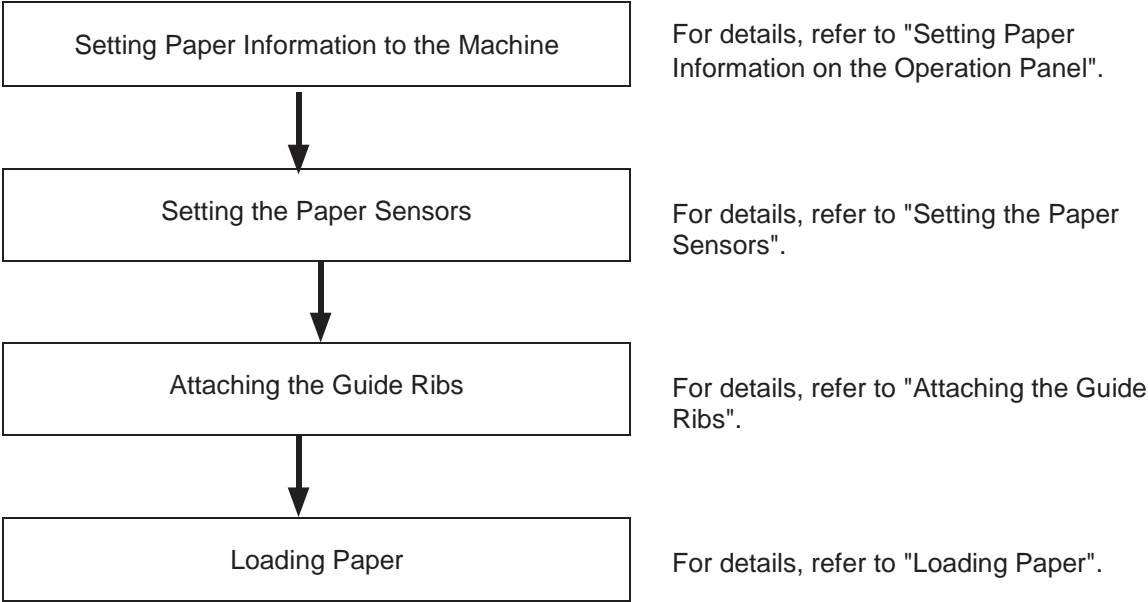 Setting Paper Information to the Machine
For details, refer to "Setting Paper
Information on the Operation Panel".
Setting the Paper Sensors
For details, refer to "Setting the Paper
Sensors".
Attaching the Guide Ribs
For details, refer to "Attaching the Guide
Ribs".
Loading Paper
For details, refer to "Loading Paper".